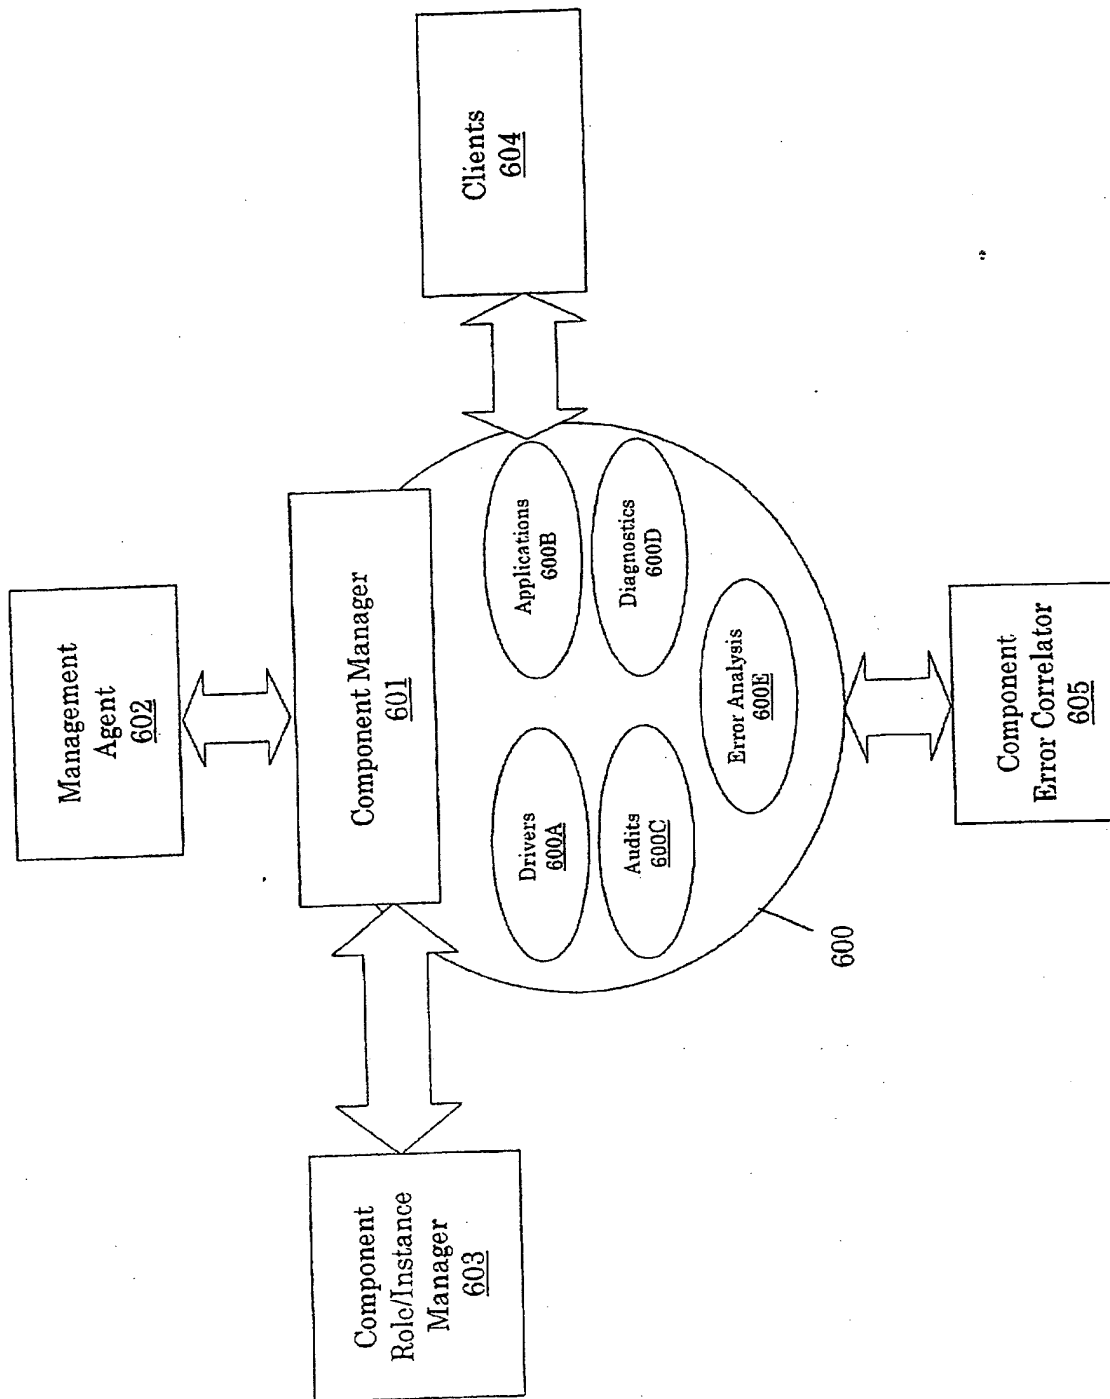 Management
Agent
602
Component
Role/Instance
Manager
603
Component Manager
601
Clients
604
Drivers
600A
Applications
600B
Audits
600C
Diagnostics
600D
Error Analysis
600E
600
Component
Error Correlator
605